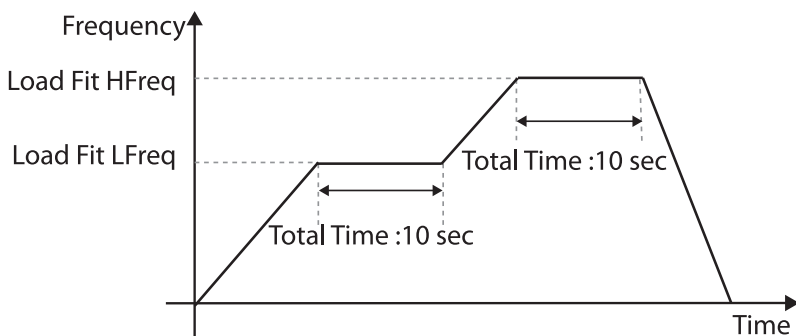 Frequency
Load Fit HFreq
Load Fit LFreq
Total Time :10 sec
Total Time :10 sec
Time